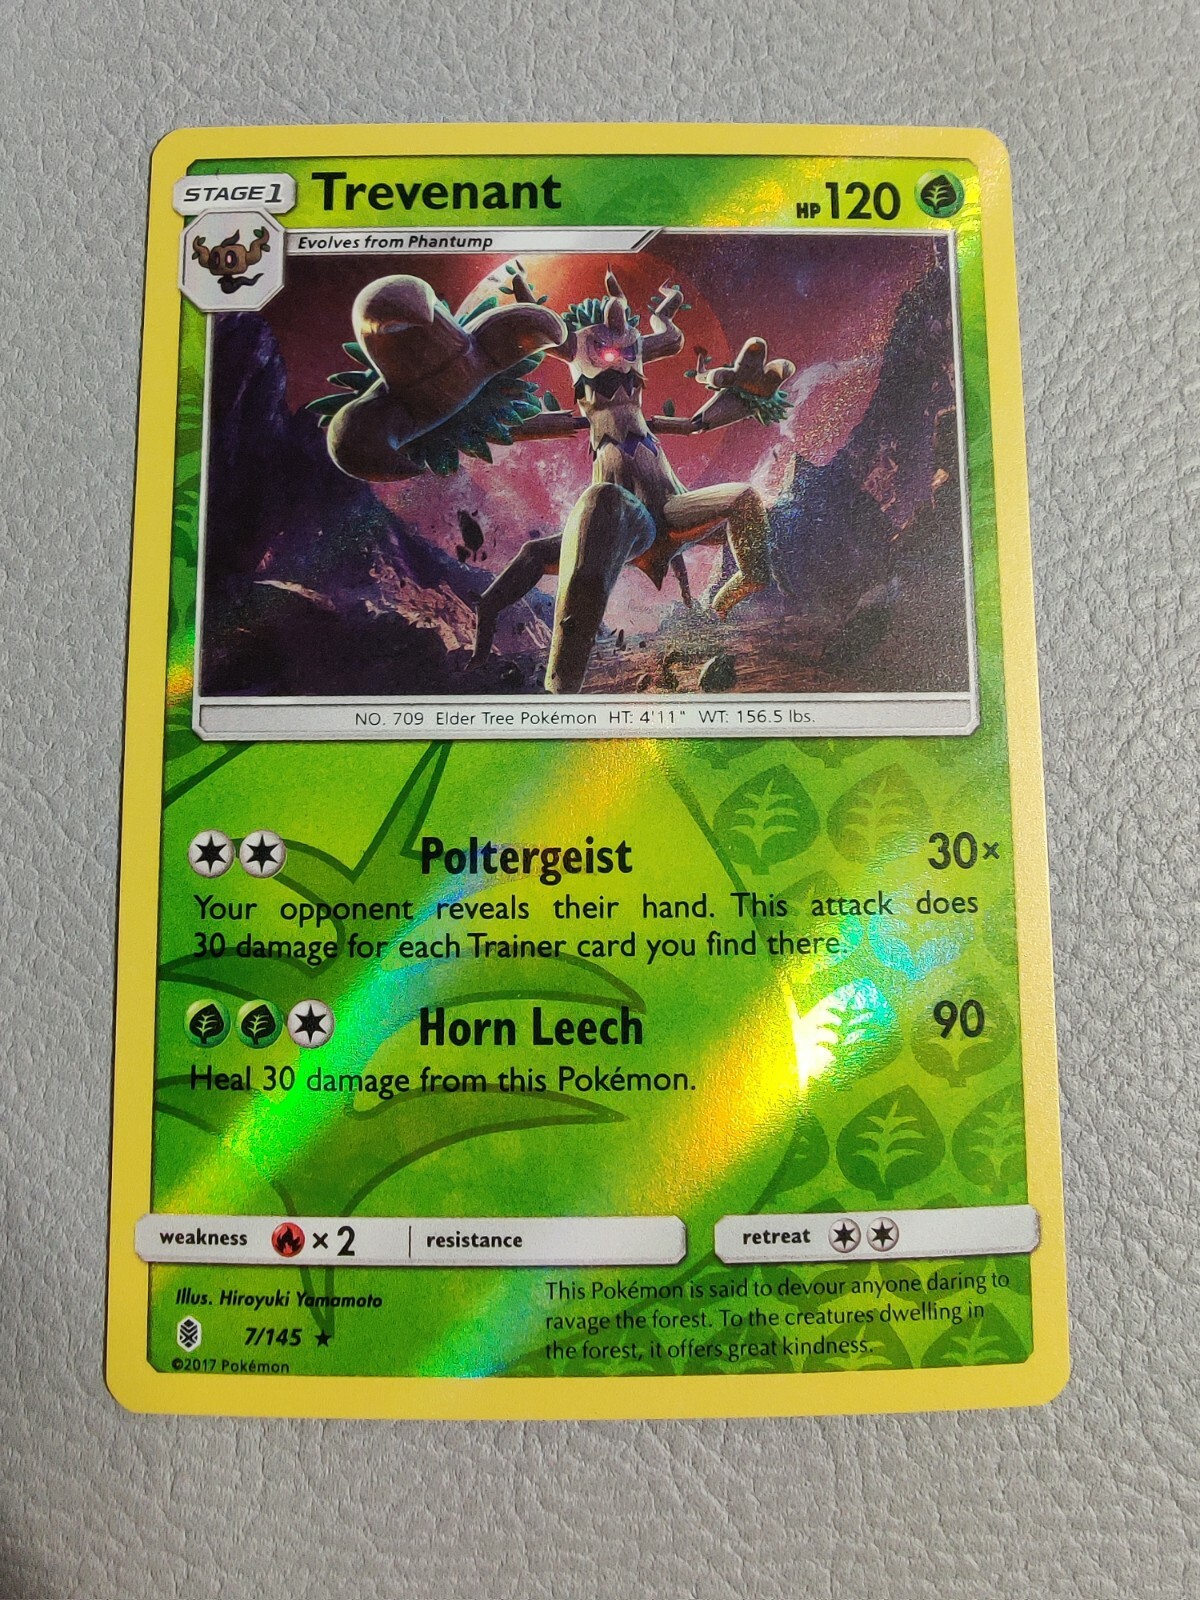 STAGE1 Trevenant HP 120
Evolves from Phantump
NO. 709 Elder Tree Pokémon HT: 4'11" WT: 156.5 lbs.
Poltergeist 30×
Your opponent reveals their hand. This attack does
30 damage for each Trainer card you find there.
Horn Leech 90
Heal 30 damage from this Pokémon.
weakness × 2 resistance retreat
Illus. Hiroyuki Yamamoto
7/145 ★
©2017 Pokémon
This Pokémon is said to devour anyone daring to
ravage the forest. To the creatures dwelling in
the forest, it offers great kindness.